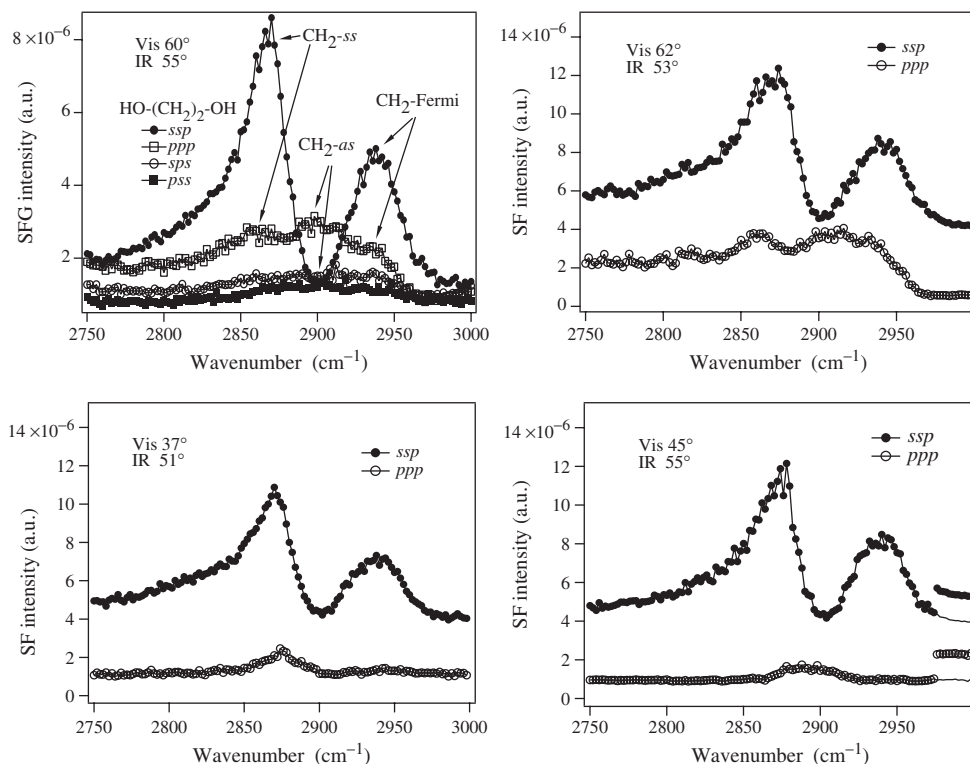 8 ×10⁻⁶
6
4
2
SFG intensity (a.u.)
Vis 60°
IR 55°
HO-(CH₂)₂-OH
ssp
ppp
sps
pss
CH₂-ss
CH₂-as
CH₂-Fermi
2750 2800 2850 2900 2950 3000
Wavenumber (cm⁻¹)
14 ×10⁻⁶
12
10
8
6
4
2
0
SF intensity (a.u.)
Vis 62°
IR 53°
ssp
ppp
2750 2800 2850 2900 2950
Wavenumber (cm⁻¹)
14 ×10⁻⁶
12
10
8
6
4
2
0
SF intensity (a.u.)
Vis 37°
IR 51°
ssp
ppp
2750 2800 2850 2900 2950 3000
Wavenumber (cm⁻¹)
14 ×10⁻⁶
12
10
8
6
4
2
0
SF intensity (a.u.)
Vis 45°
IR 55°
ssp
ppp
2750 2800 2850 2900 2950
Wavenumber (cm⁻¹)